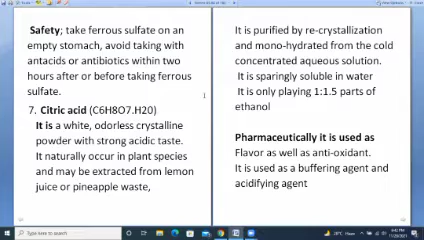 Safety; take ferrous sulfate on an
empty stomach, avoid taking with
antacids or antibiotics within two
hours after or before taking ferrous
sulfate.
7. Citric acid (C6H8O7.H20)
It is a white, odorless crystalline
powder with strong acidic taste.
It naturally occur in plant species
and may be extracted from lemon
juice or pineapple waste,
It is purified by re-crystallization
and mono-hydrated from the cold
concentrated aqueous solution.
It is sparingly soluble in water
It is only playing 1:1.5 parts of
ethanol
Pharmaceutically it is used as
Flavor as well as anti-oxidant.
It is used as a buffering agent and
acidifying agent
Type here to search